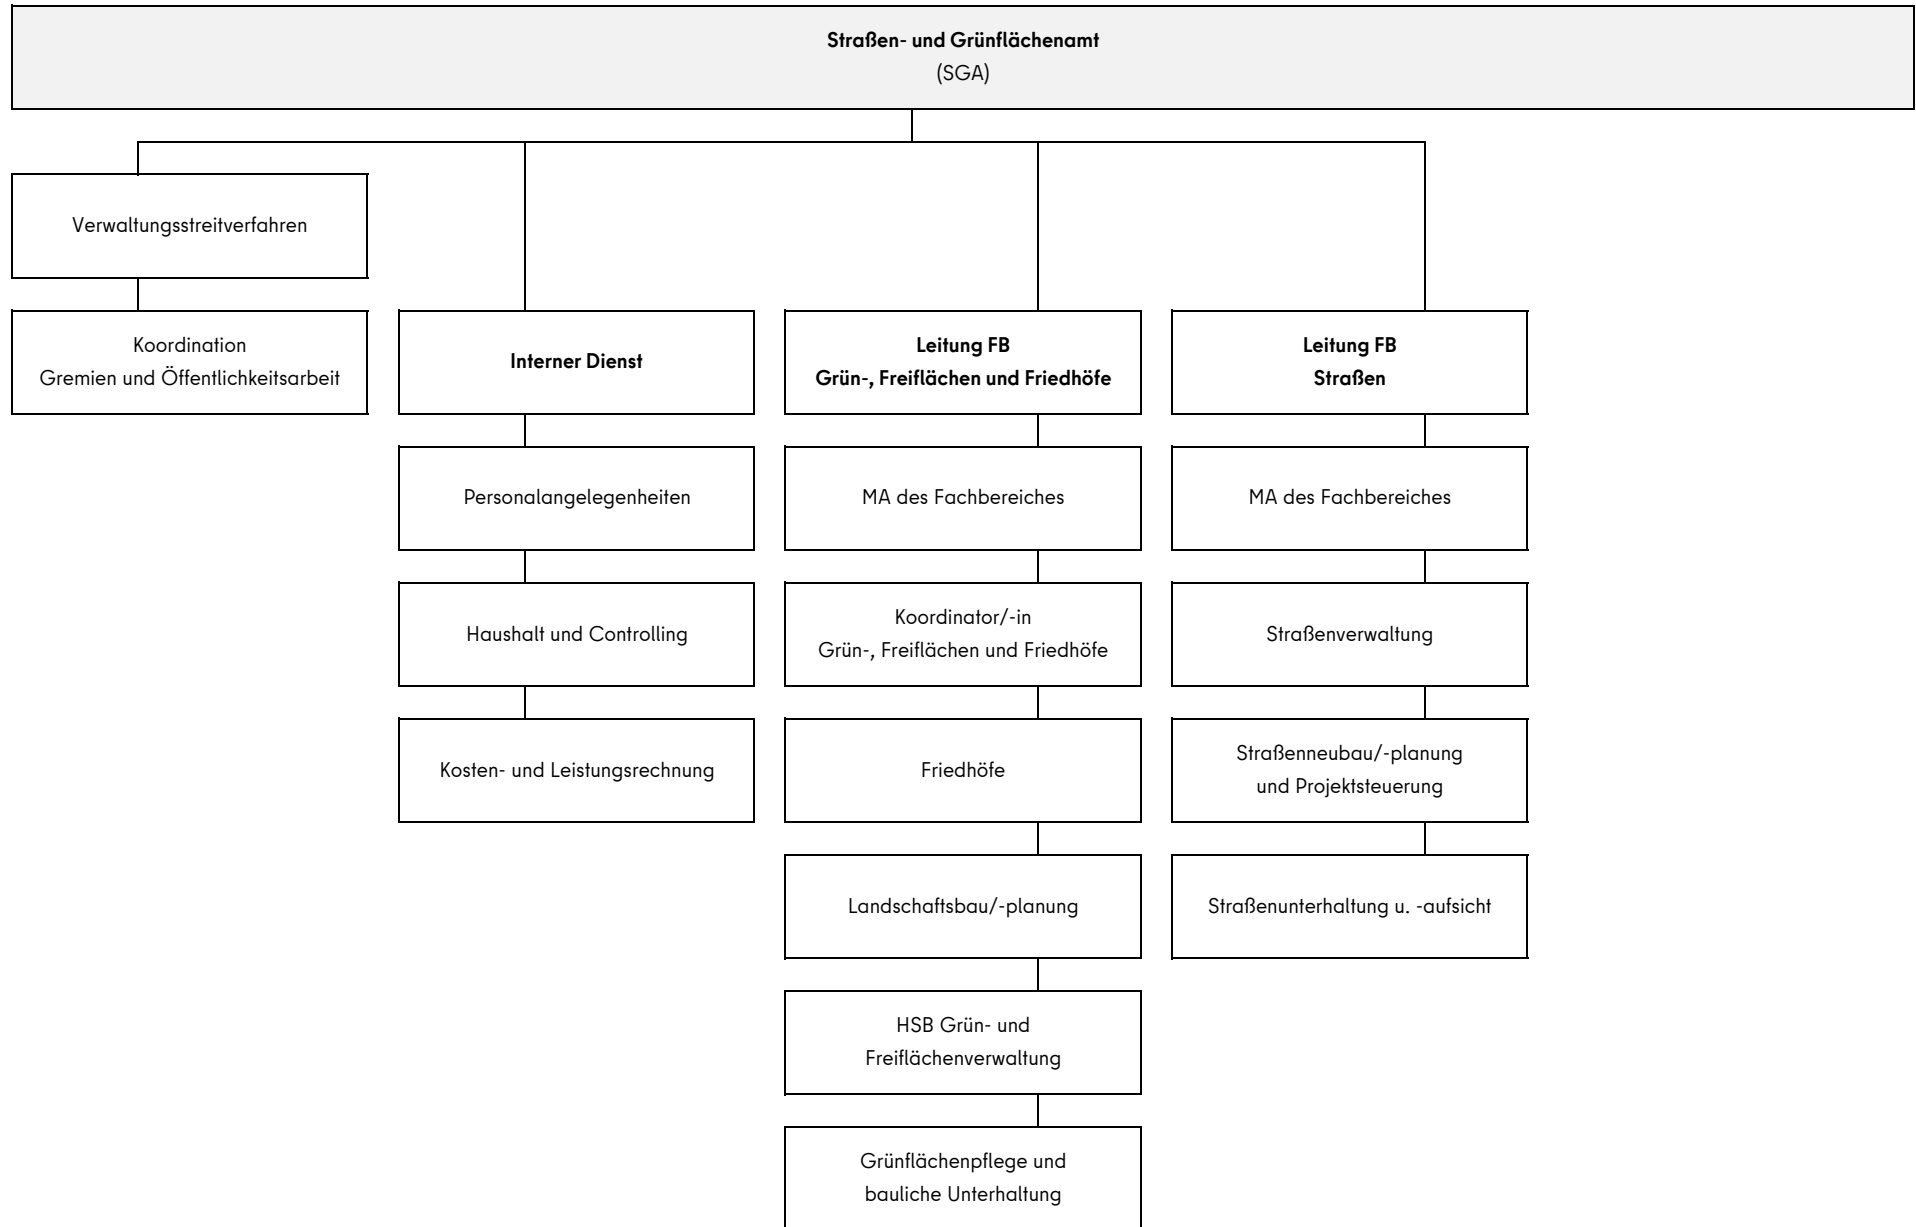 Straßen- und Grünflächenamt
(SGA)
Verwaltungsstreitverfahren
Koordination
Gremien und Öffentlichkeitsarbeit
Interner Dienst
Personalangelegenheiten
Haushalt und Controlling
Kosten- und Leistungsrechnung
Leitung FB
Grün-, Freiflächen und Friedhöfe
MA des Fachbereiches
Koordinator/-in
Grün-, Freiflächen und Friedhöfe
Friedhöfe
Landschaftsbau/-planung
HSB Grün- und
Freiflächenverwaltung
Grünflächenpflege und
bauliche Unterhaltung
Leitung FB
Straßen
MA des Fachbereiches
Straßenverwaltung
Straßenneubau/-planung
und Projektsteuerung
Straßenunterhaltung u. -aufsicht